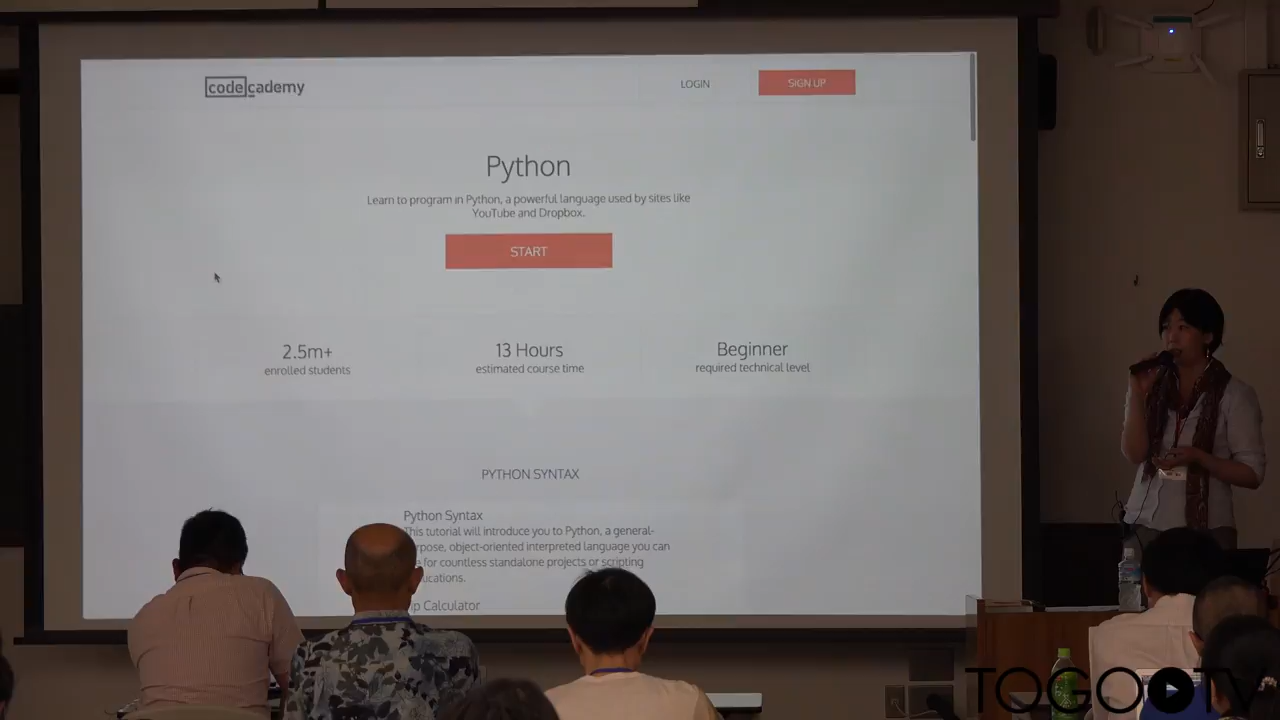 codecademy
LOGIN
SIGN UP
Python
Learn to program in Python, a powerful language used by sites like
YouTube and Dropbox.
START
2.5m+
enrolled students
13 Hours
estimated course time
Beginner
required technical level
PYTHON SYNTAX
Python Syntax
This tutorial will introduce you to Python, a general-
rpose, object-oriented interpreted language you can
e for countless standalone projects or scripting
ications.
ip Calculator
TOGOTV